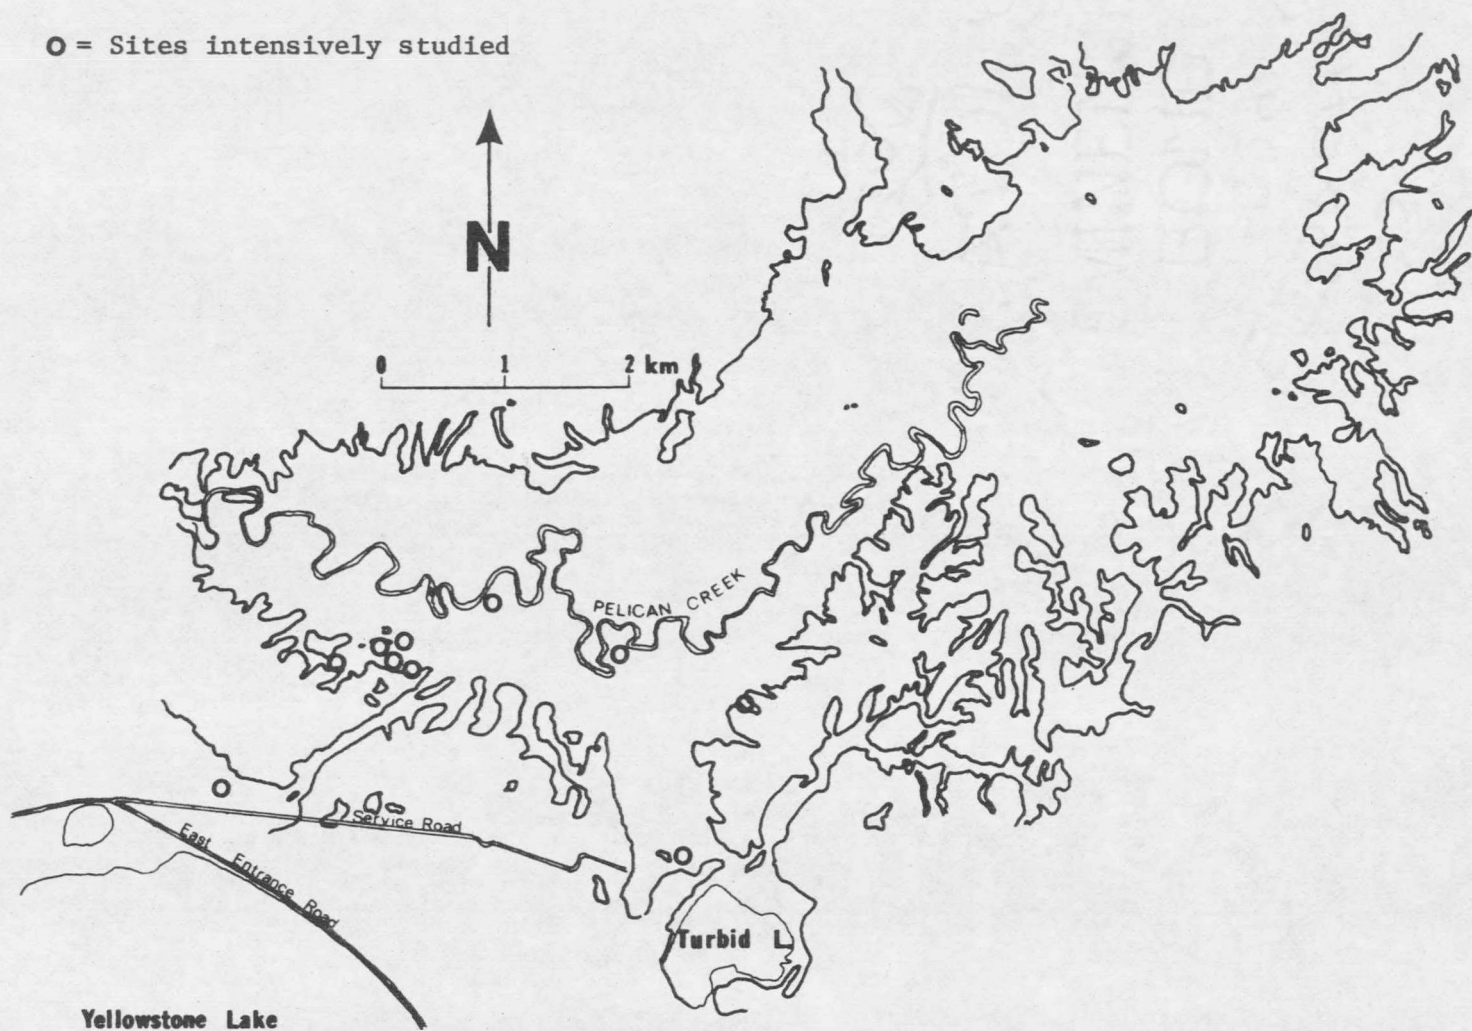 O = Sites intensively studied
N
0 1 2 km
PELICAN CREEK
Service Road
East Entrance Road
Turbid L.
Yellowstone Lake